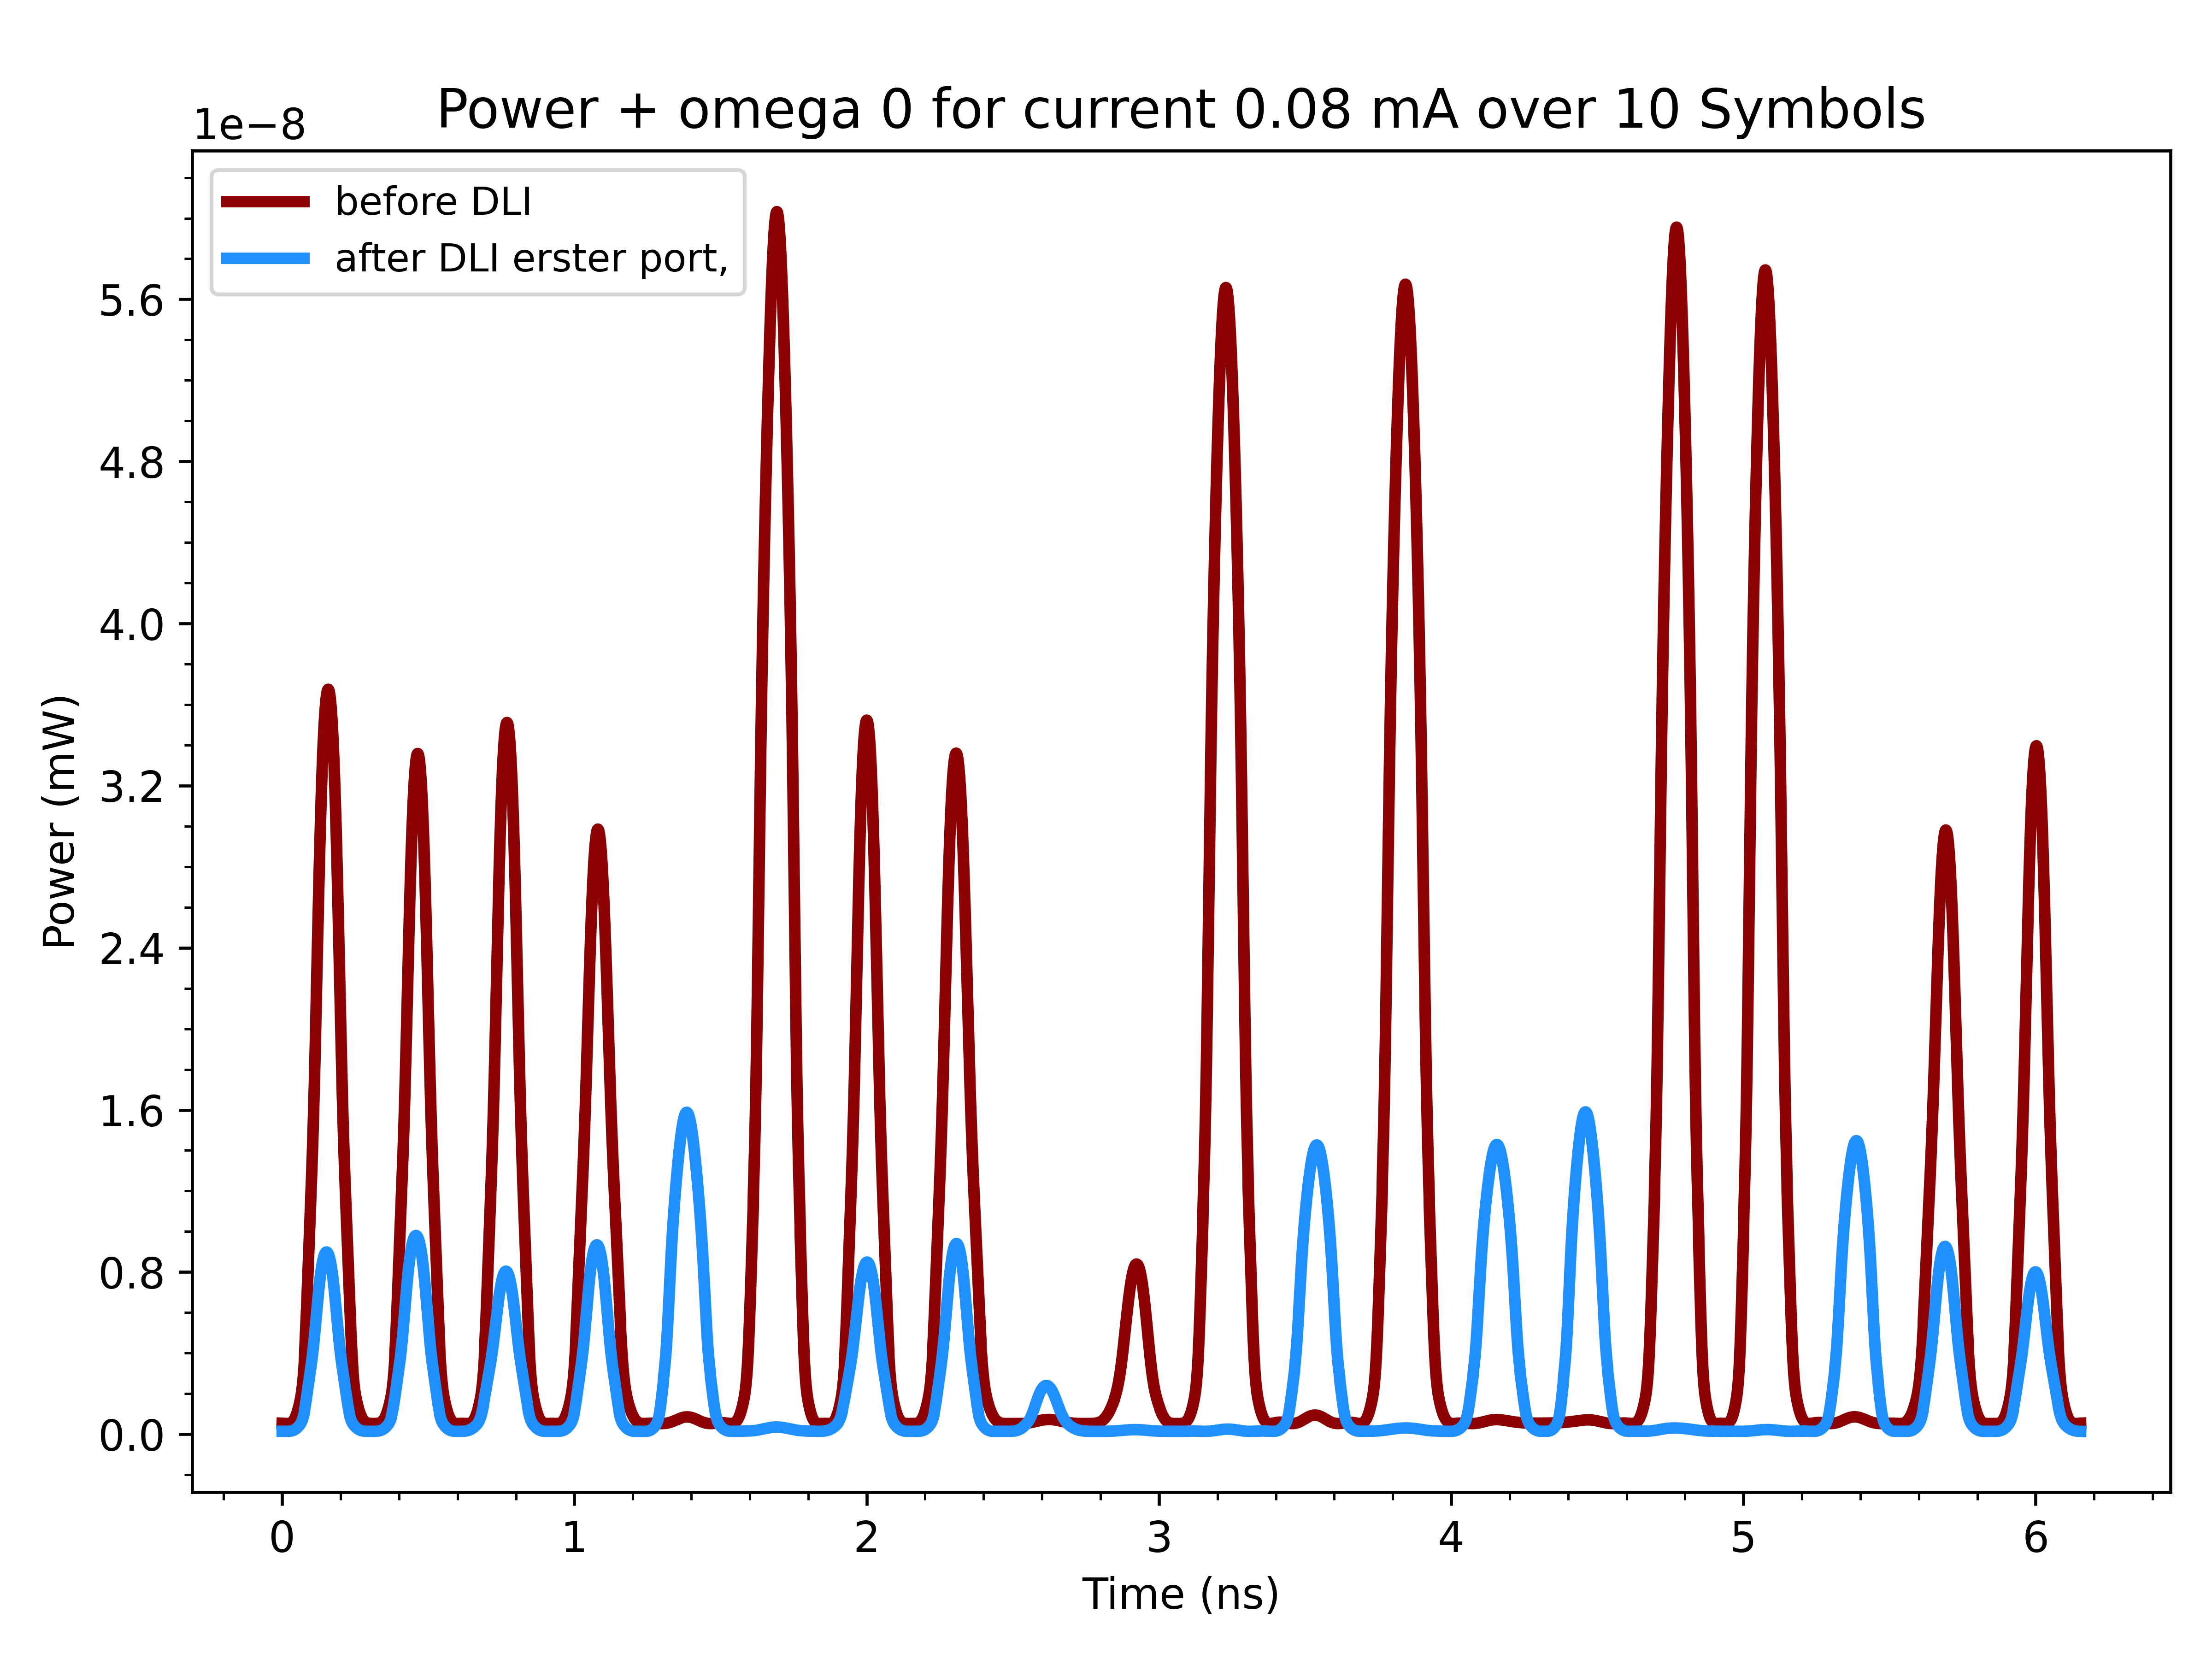 Power + omega 0 for current 0.08 mA over 10 Symbols
1e−8
before DLI
after DLI erster port,
5.6
4.8
4.0
3.2
2.4
1.6
0.8
0.0
Power (mW)
0 1 2 3 4 5 6
Time (ns)